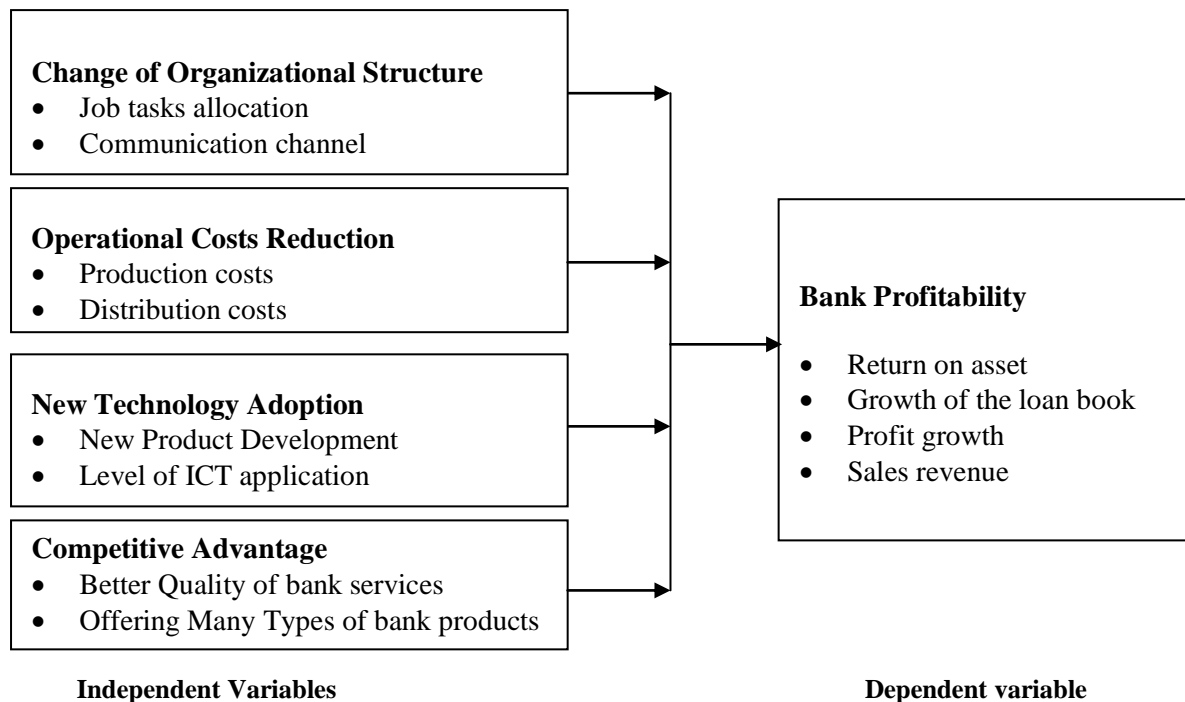 Change of Organizational Structure
• Job tasks allocation
• Communication channel
Operational Costs Reduction
• Production costs
• Distribution costs
New Technology Adoption
• New Product Development
• Level of ICT application
Competitive Advantage
• Better Quality of bank services
• Offering Many Types of bank products
Independent Variables
Bank Profitability
• Return on asset
• Growth of the loan book
• Profit growth
• Sales revenue
Dependent variable